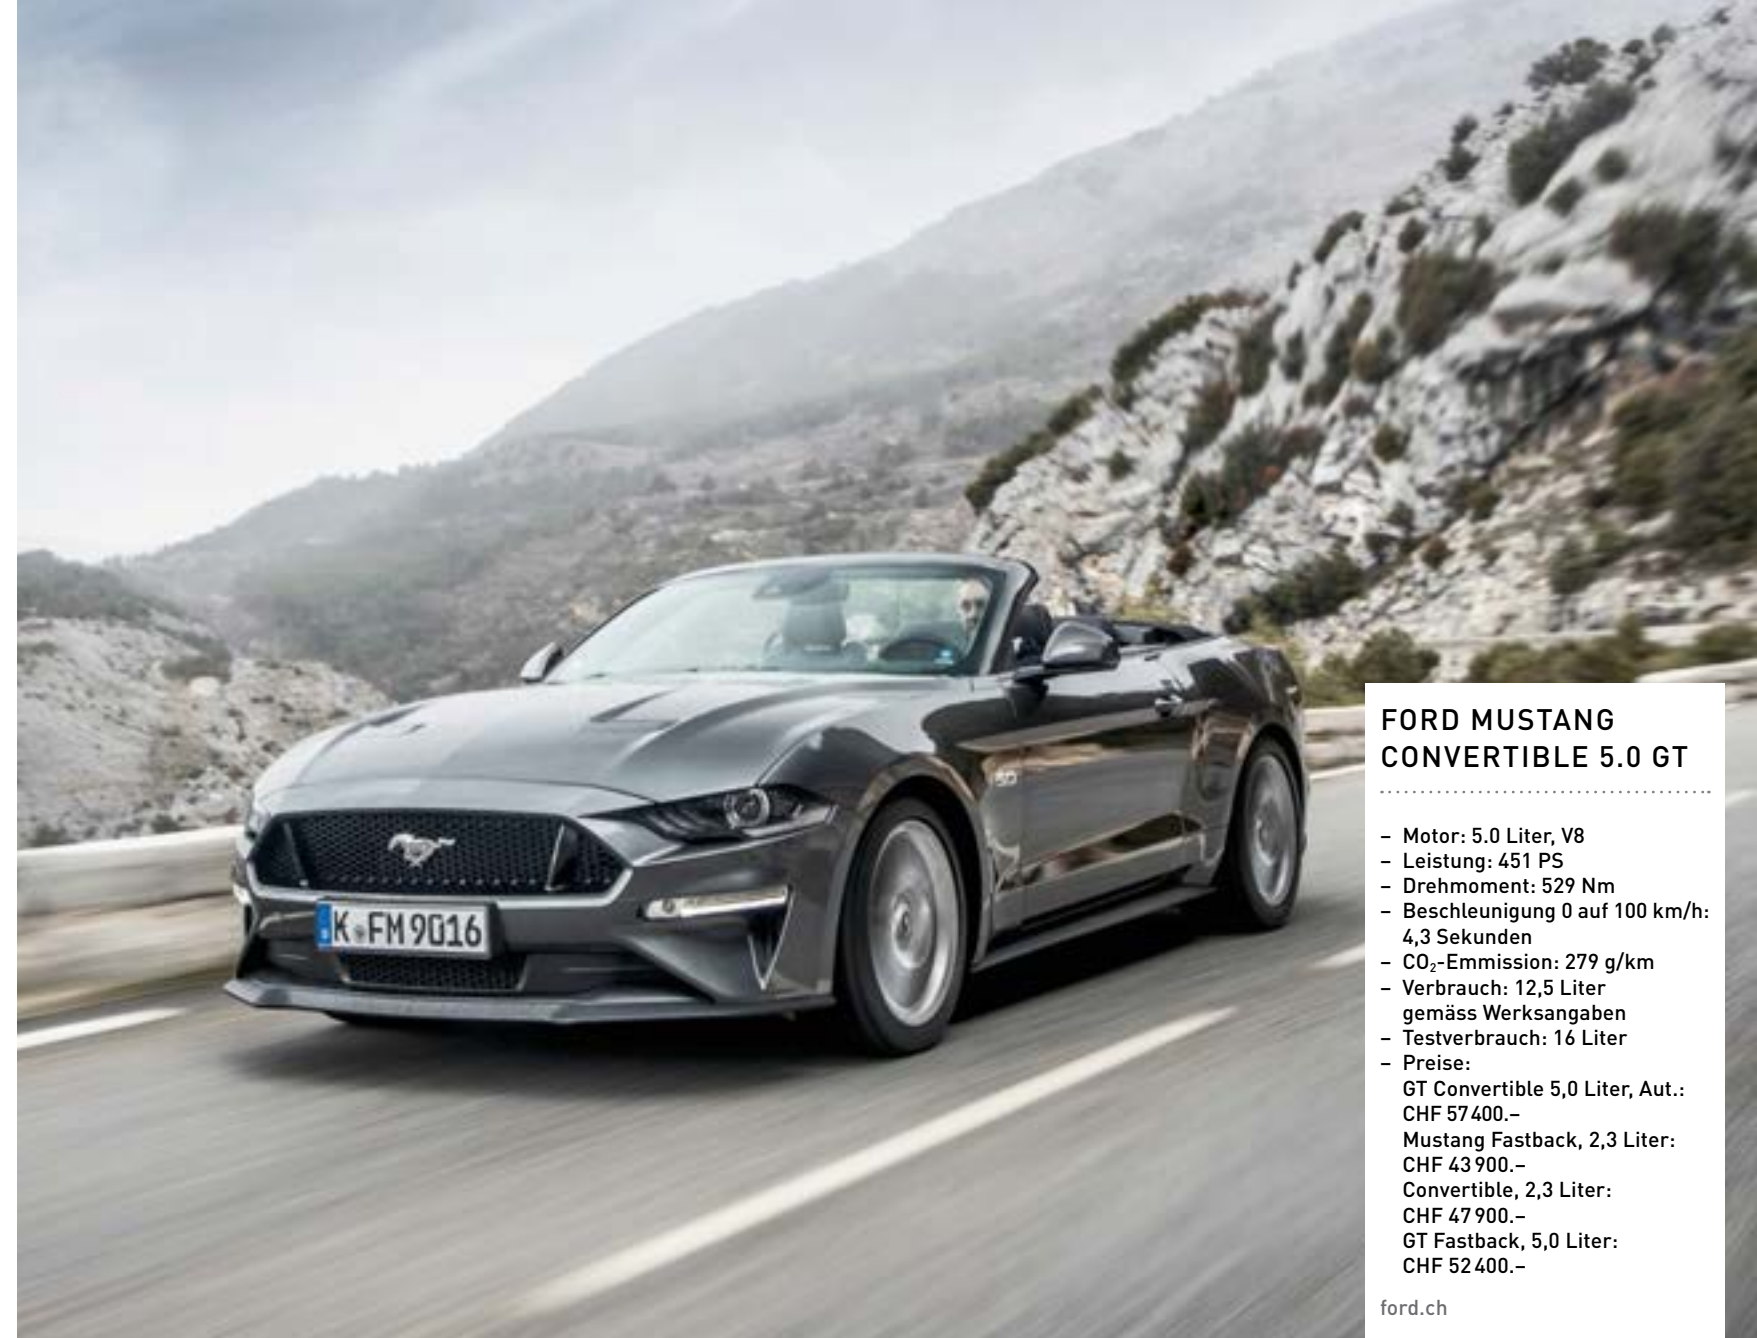 5.0
K FM 9016
FORD MUSTANG
CONVERTIBLE 5.0 GT
– Motor: 5.0 Liter, V8
– Leistung: 451 PS
– Drehmoment: 529 Nm
– Beschleunigung 0 auf 100 km/h:
4,3 Sekunden
– CO₂-Emmission: 279 g/km
– Verbrauch: 12,5 Liter
gemäss Werksangaben
– Testverbrauch: 16 Liter
– Preise:
GT Convertible 5,0 Liter, Aut.:
CHF 57 400.–
Mustang Fastback, 2,3 Liter:
CHF 43 900.–
Convertible, 2,3 Liter:
CHF 47 900.–
GT Fastback, 5,0 Liter:
CHF 52 400.–
ford.ch